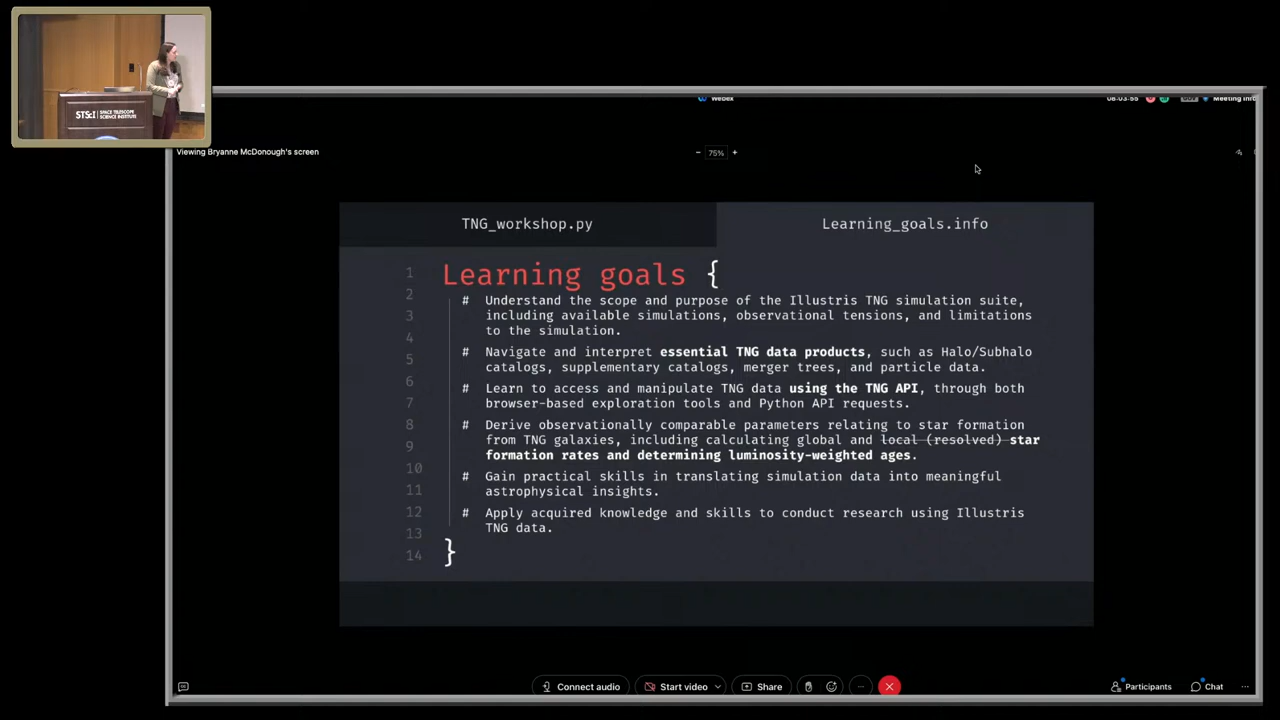 STScI | SPACE TELESCOPE
SCIENCE INSTITUTE
Webex
Viewing Bryanne McDonough's screen
75%
TNG_workshop.py
Learning_goals.info
1
2
3
4
5
6
7
8
9
10
11
12
13
14
Learning goals {
# Understand the scope and purpose of the Illustris TNG simulation suite,
including available simulations, observational tensions, and limitations
to the simulation.
# Navigate and interpret essential TNG data products, such as Halo/Subhalo
catalogs, supplementary catalogs, merger trees, and particle data.
# Learn to access and manipulate TNG data using the TNG API, through both
browser-based exploration tools and Python API requests.
# Derive observationally comparable parameters relating to star formation
from TNG galaxies, including calculating global and local (resolved) star
formation rates and determining luminosity-weighted ages.
# Gain practical skills in translating simulation data into meaningful
astrophysical insights.
# Apply acquired knowledge and skills to conduct research using Illustris
TNG data.
}
Connect audio
Start video
Share
Participants
Chat